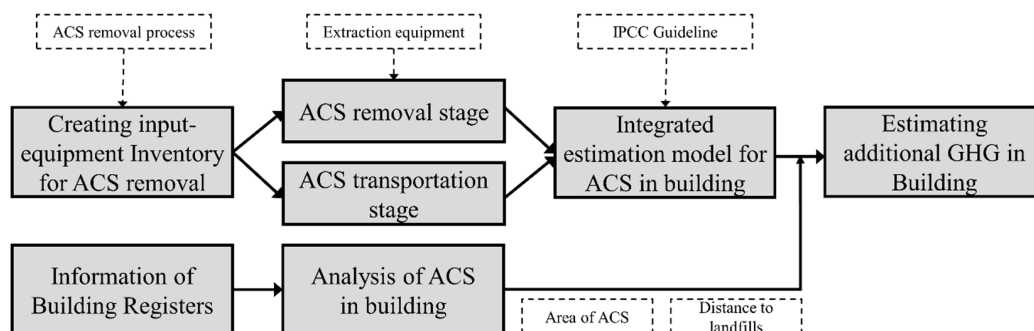 ACS removal process
Extraction equipment
IPCC Guideline
Creating input-
equipment Inventory
for ACS removal
ACS removal stage
ACS transportation
stage
Integrated
estimation model for
ACS in building
Estimating
additional GHG in
Building
Information of
Building Registers
Analysis of ACS
in building
Area of ACS
Distance to
landfills